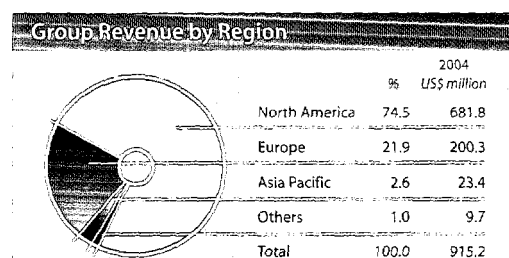 Group Revenue by Region
2004
% US$ million
North America 74.5 681.8
Europe 21.9 200.3
Asia Pacific 2.6 23.4
Others 1.0 9.7
Total 100.0 915.2